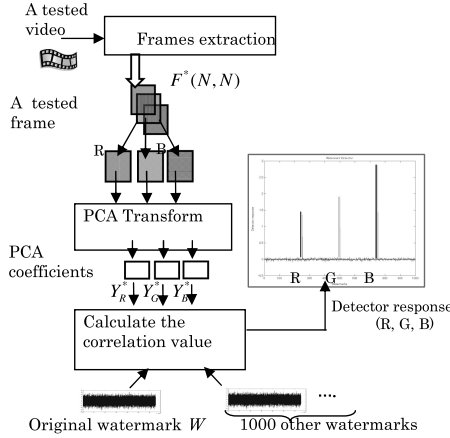 A tested
video
Frames extraction
F*(N, N)
A tested
frame
R B
PCA Transform
PCA
coefficients
Y*R Y*G Y*B
R G B
Calculate the
correlation value
Detector response
(R, G, B)
Original watermark W
1000 other watermarks